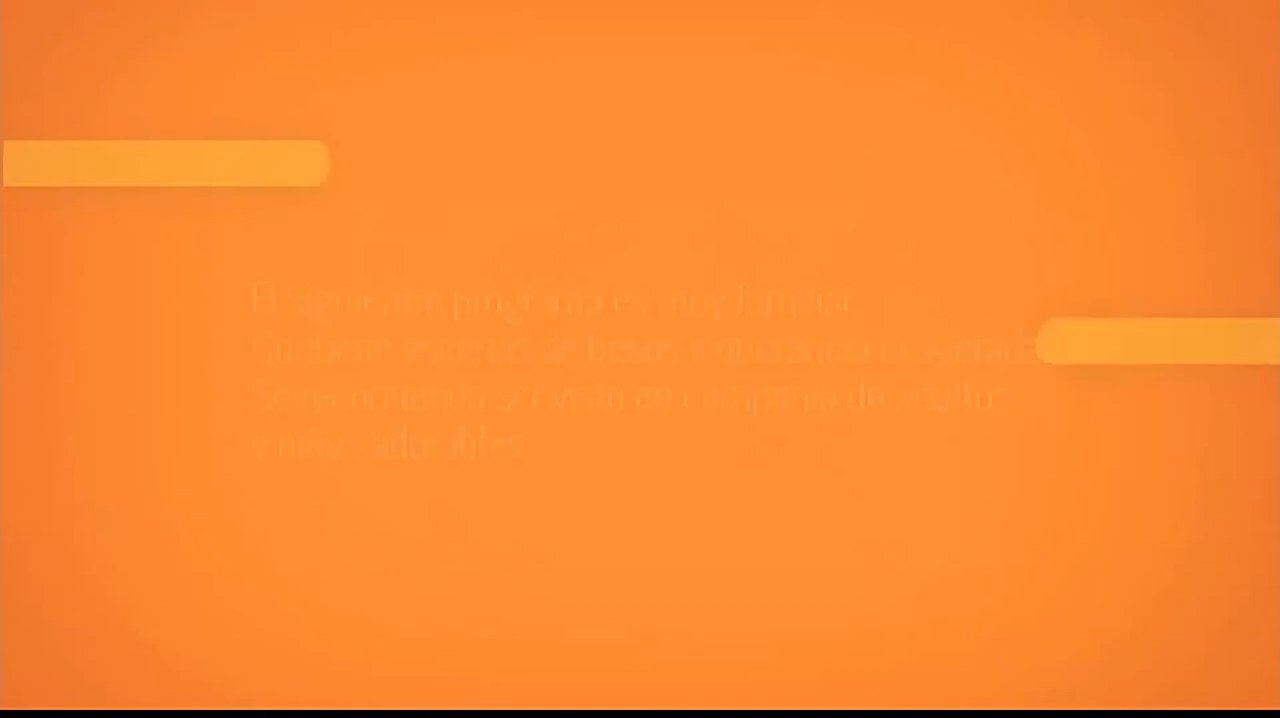 El siguiente programa es muy familiar.
Contiene escenas de besos y
Se recomienda ser visto en compañía de adultos
y adorables